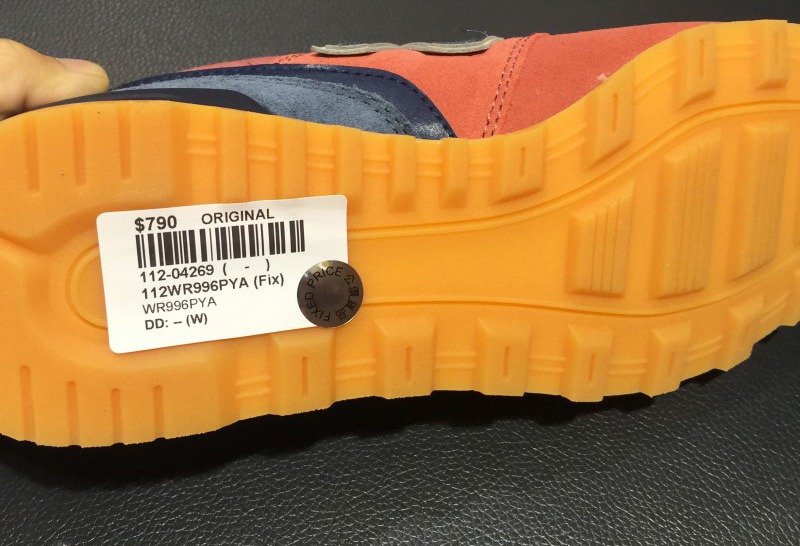 $790 ORIGINAL
112-04269 ( - )
112WR996PYA (Fix)
WR996PYA
DD: -- (W)
FIXED PRICE